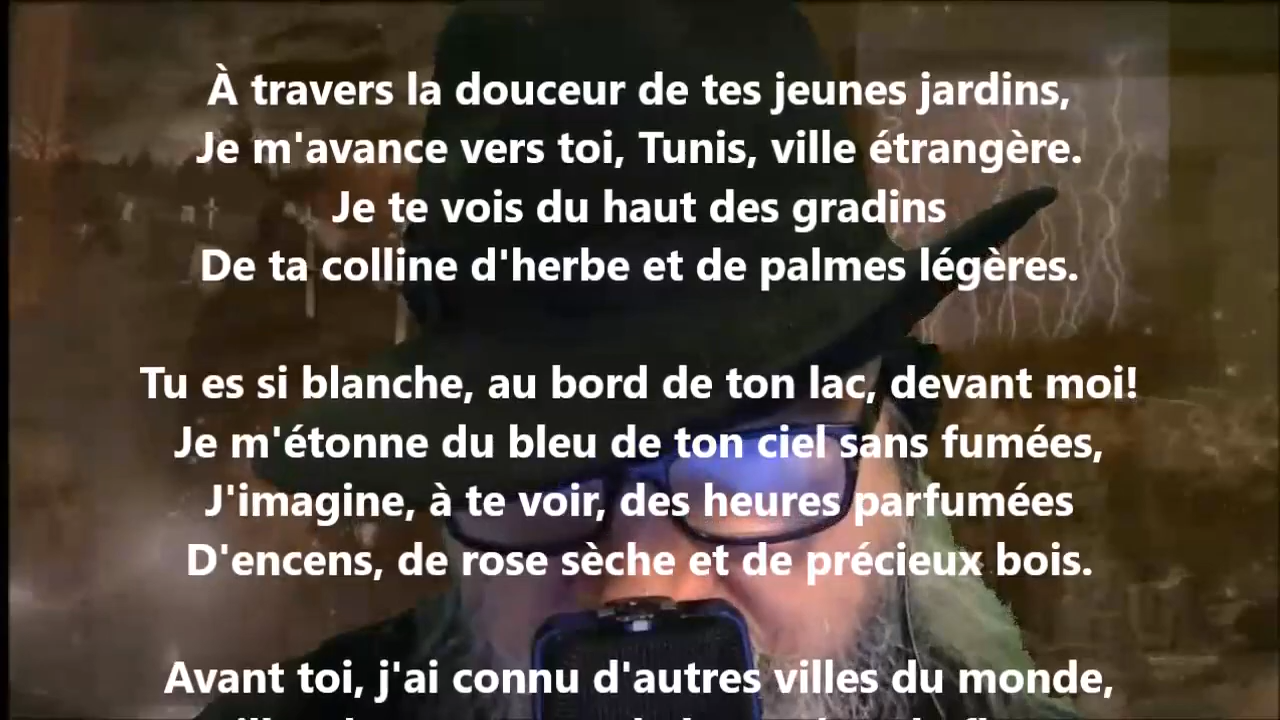 À travers la douceur de tes jeunes jardins,
Je m'avance vers toi, Tunis, ville étrangère.
Je te vois du haut des gradins
De ta colline d'herbe et de palmes légères.
Tu es si blanche, au bord de ton lac, devant moi!
Je m'étonne du bleu de ton ciel sans fumées,
J'imagine, à te voir, des heures parfumées
D'encens, de rose sèche et de précieux bois.
Avant toi, j'ai connu d'autres villes du monde,